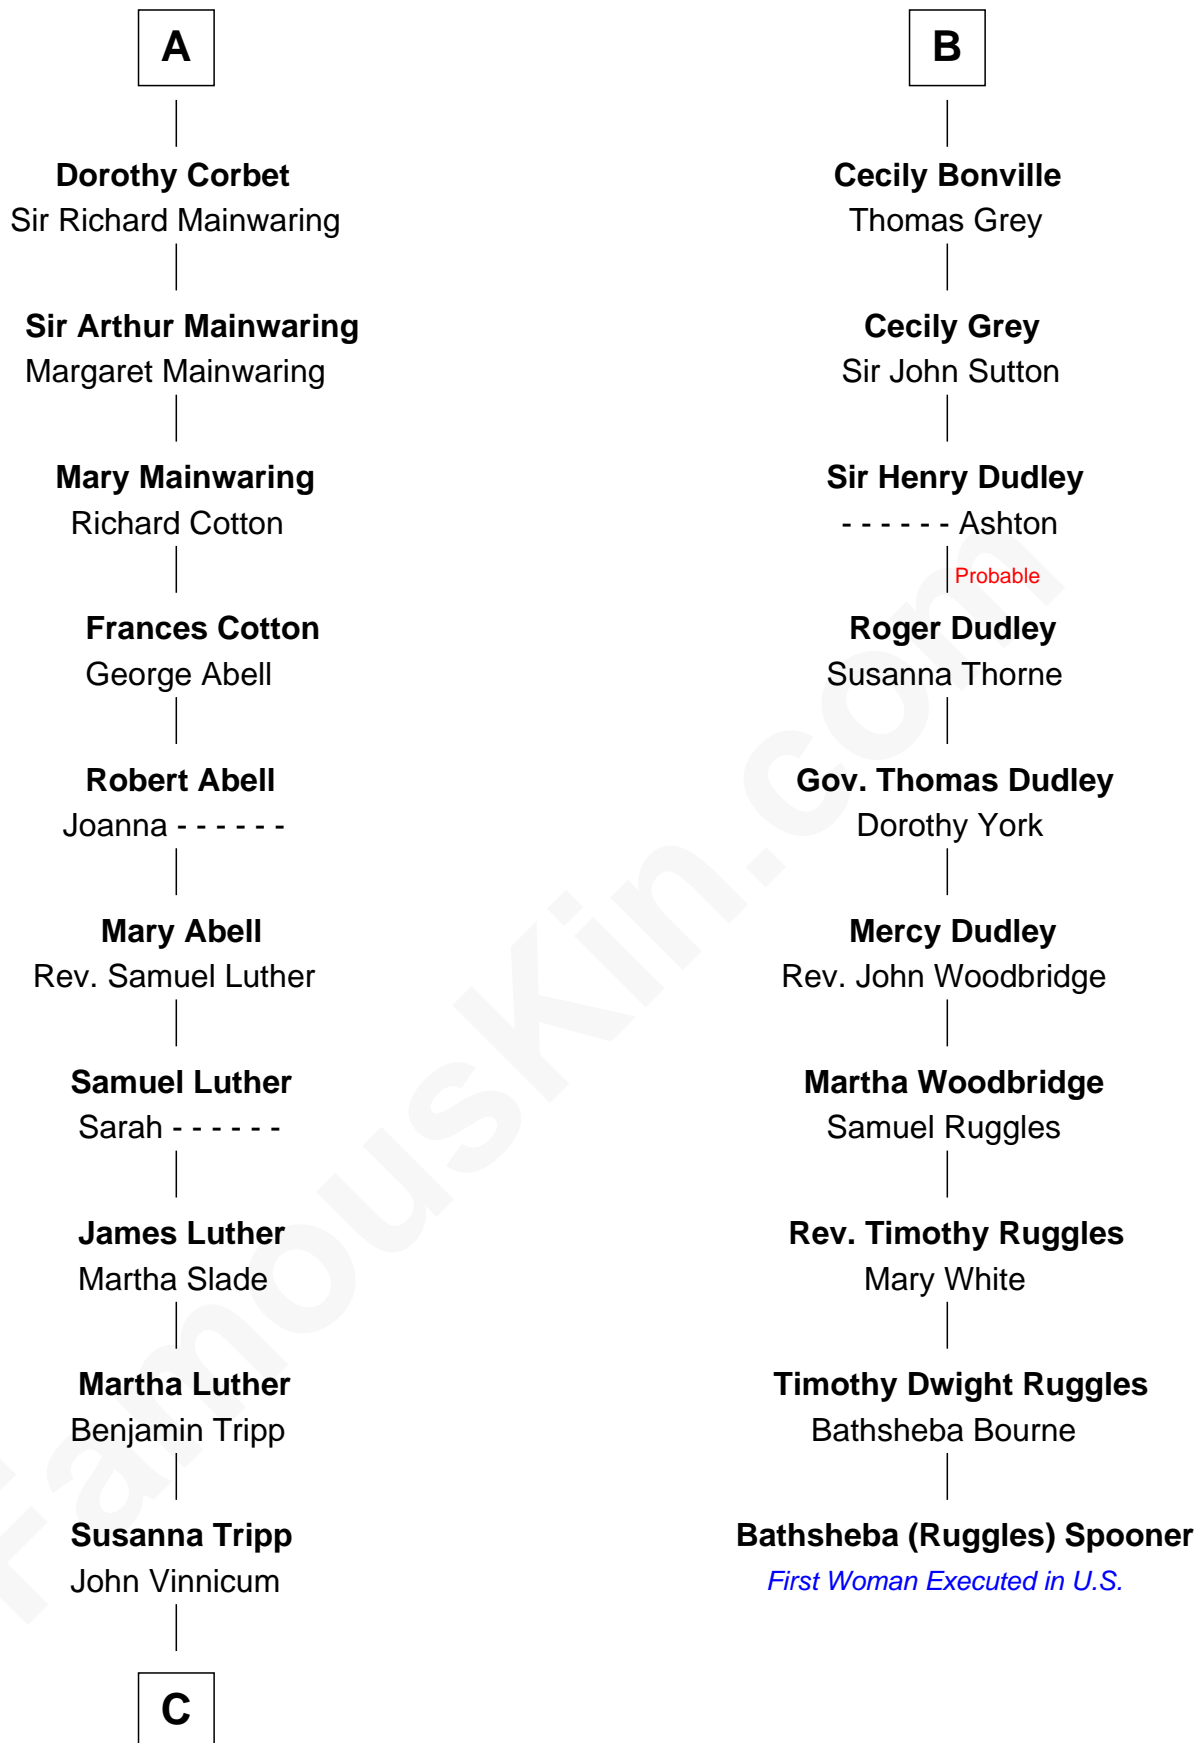 A
Dorothy Corbet
Sir Richard Mainwaring
Sir Arthur Mainwaring
Margaret Mainwaring
Mary Mainwaring
Richard Cotton
Frances Cotton
George Abell
Robert Abell
Joanna - - - - - -
Mary Abell
Rev. Samuel Luther
Samuel Luther
Sarah - - - - - -
James Luther
Martha Slade
Martha Luther
Benjamin Tripp
Susanna Tripp
John Vinnicum
C
B
Cecily Bonville
Thomas Grey
Cecily Grey
Sir John Sutton
Sir Henry Dudley
- - - - - - Ashton
Probable
Roger Dudley
Susanna Thorne
Gov. Thomas Dudley
Dorothy York
Mercy Dudley
Rev. John Woodbridge
Martha Woodbridge
Samuel Ruggles
Rev. Timothy Ruggles
Mary White
Timothy Dwight Ruggles
Bathsheba Bourne
Bathsheba (Ruggles) Spooner
First Woman Executed in U.S.
FamousKin.com